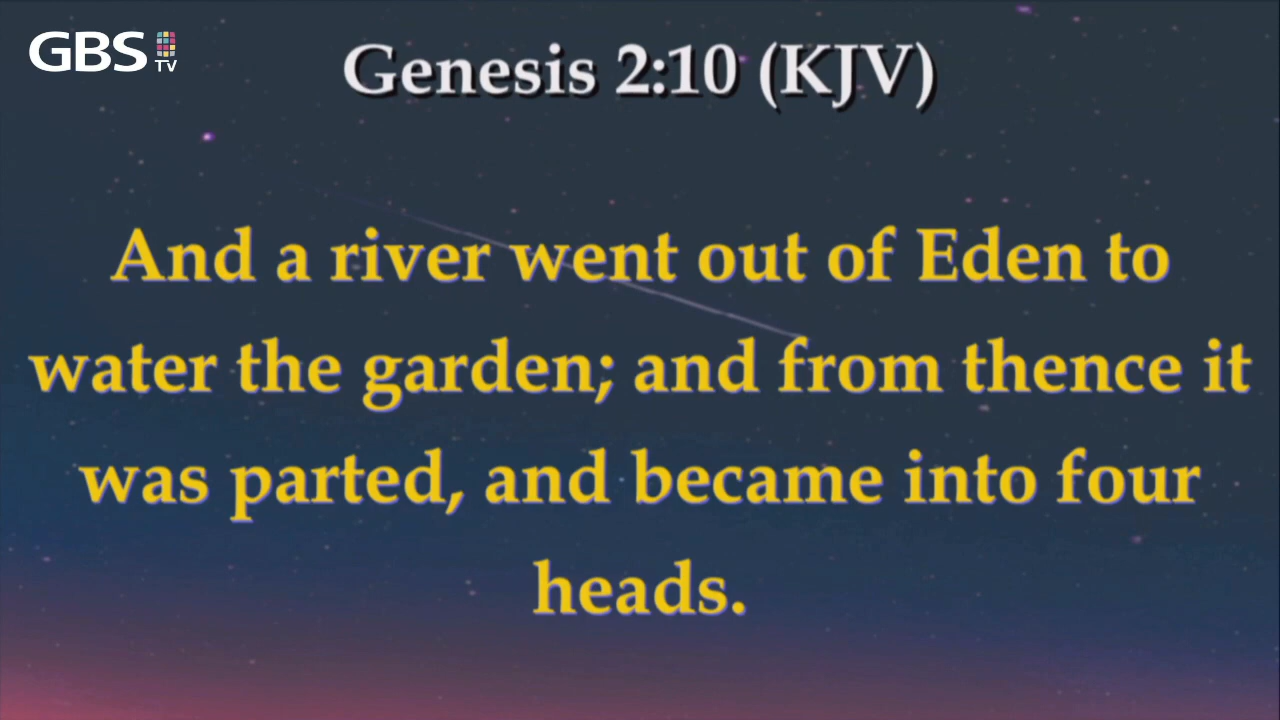 GBS TV
Genesis 2:10 (KJV)
And a river went out of Eden to
water the garden; and from thence it
was parted, and became into four
heads.